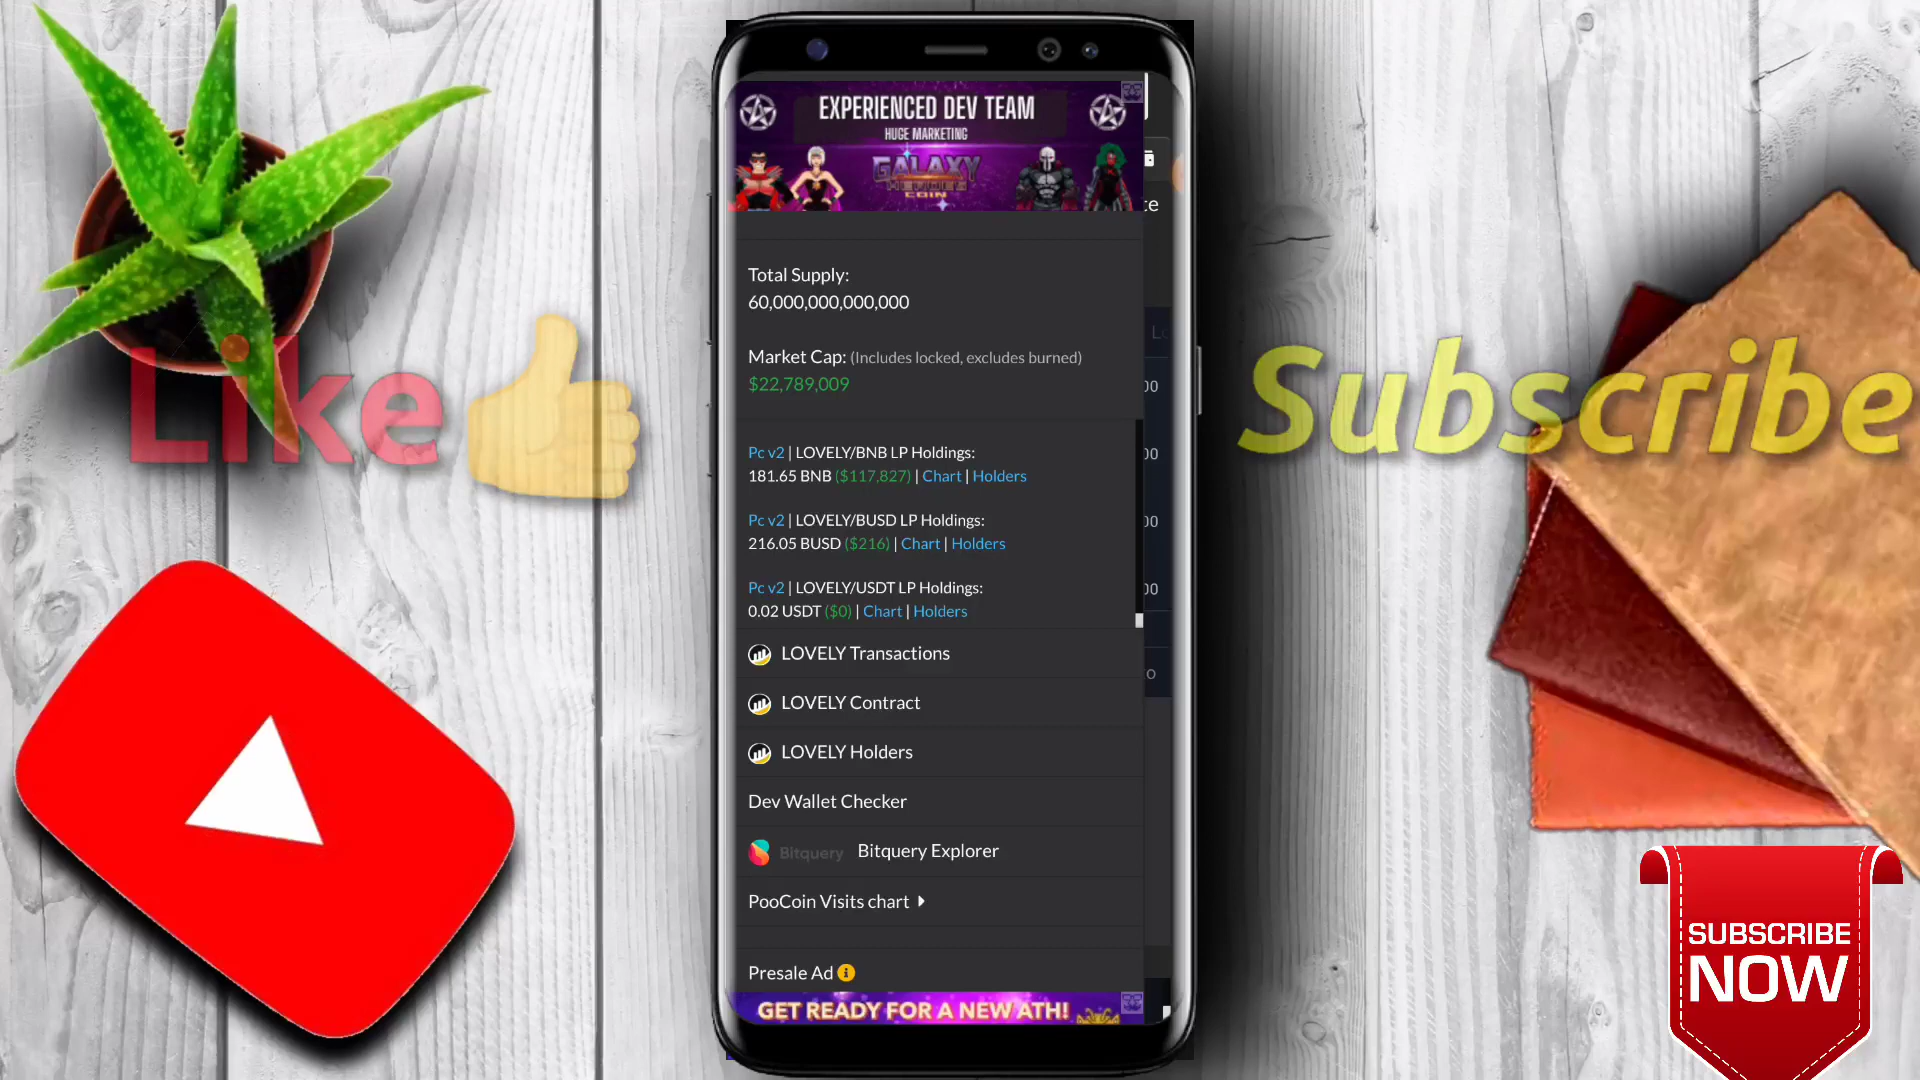 EXPERIENCED DEV TEAM
HUGE MARKETING
GALAXY
HEROES
COIN
ce
Total Supply:
60,000,000,000,000
Market Cap: (Includes locked, excludes burned)
$22,789,009
Pc v2 | LOVELY/BNB LP Holdings:
181.65 BNB ($117,827) | Chart | Holders
Pc v2 | LOVELY/BUSD LP Holdings:
216.05 BUSD ($216) | Chart | Holders
Pc v2 | LOVELY/USDT LP Holdings:
0.02 USDT ($0) | Chart | Holders
LOVELY Transactions
LOVELY Contract
LOVELY Holders
Dev Wallet Checker
Bitquery Bitquery Explorer
PooCoin Visits chart
Presale Ad
GET READY FOR A NEW ATH!
Like
Subscribe
SUBSCRIBE
NOW